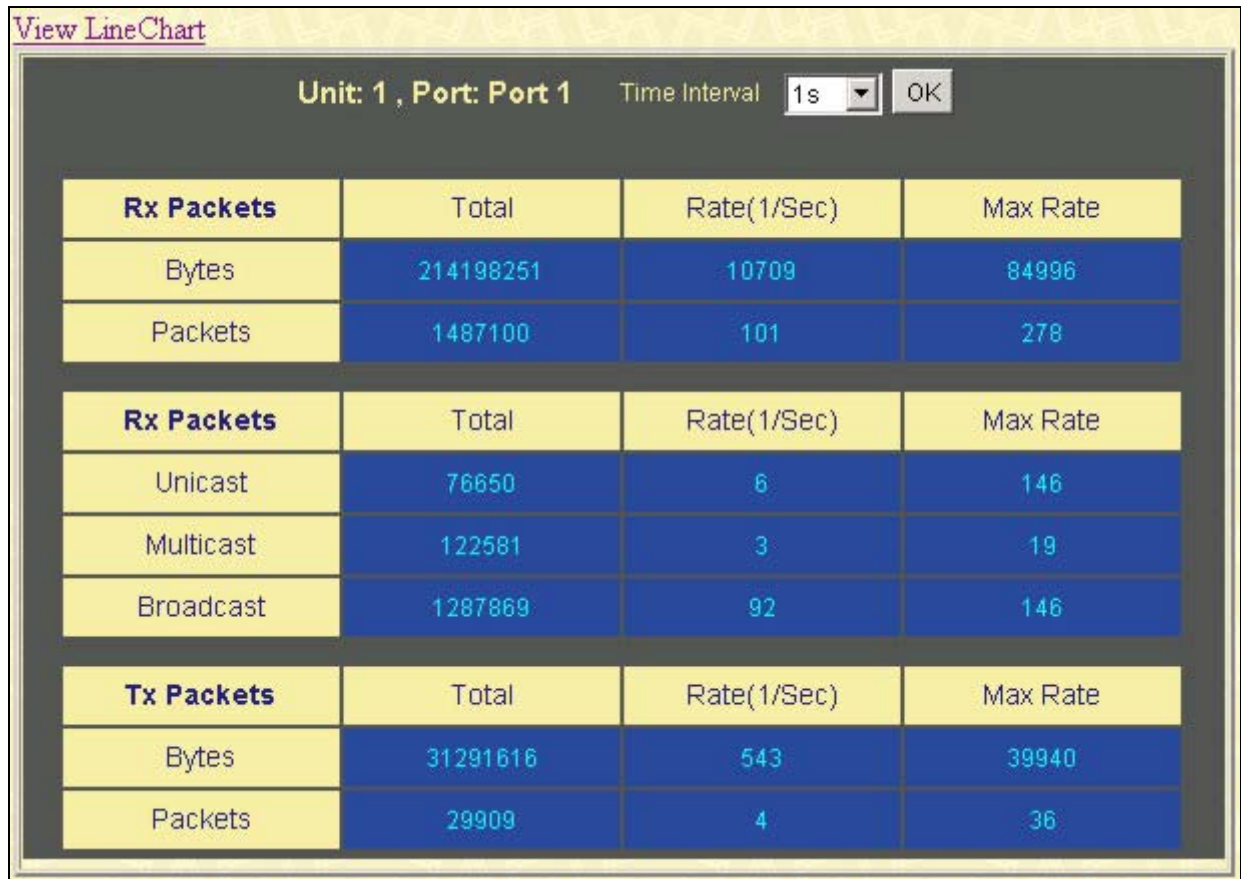 View LineChart
Unit: 1 , Port: Port 1 Time Interval 1s OK
Rx Packets Total Rate(1/Sec) Max Rate
Bytes 214198251 10709 84996
Packets 1487100 101 278
Rx Packets Total Rate(1/Sec) Max Rate
Unicast 76650 6 146
Multicast 122581 3 19
Broadcast 1287869 92 146
Tx Packets Total Rate(1/Sec) Max Rate
Bytes 31291616 543 39940
Packets 29909 4 36